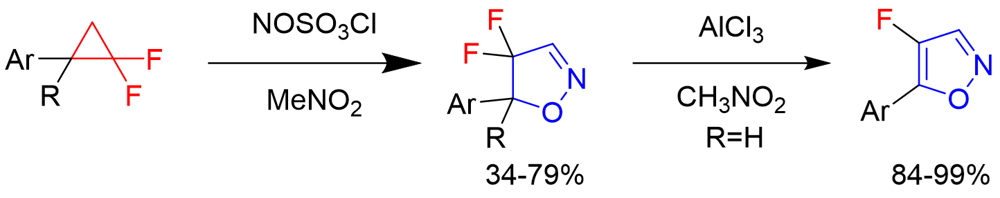 Ar
R
F
F
NOSO₃Cl
MeNO₂
F
F
N
O
Ar
R
34-79%
AlCl₃
CH₃NO₂
R=H
F
N
O
Ar
84-99%